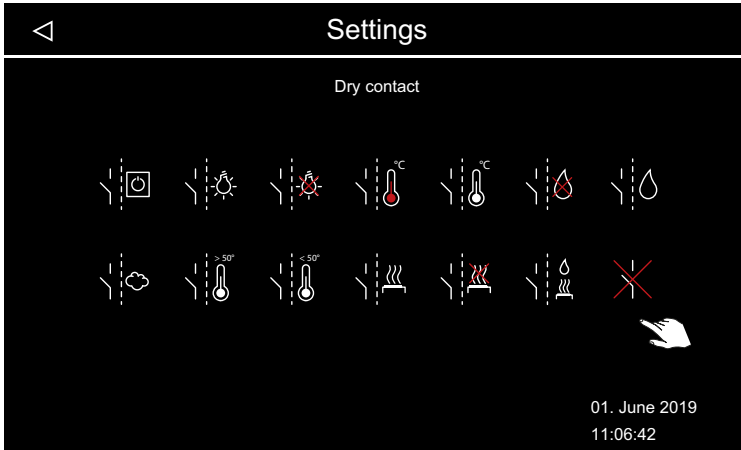 Settings
Dry contact
°C
°C
> 50°
< 50°
01. June 2019
11:06:42